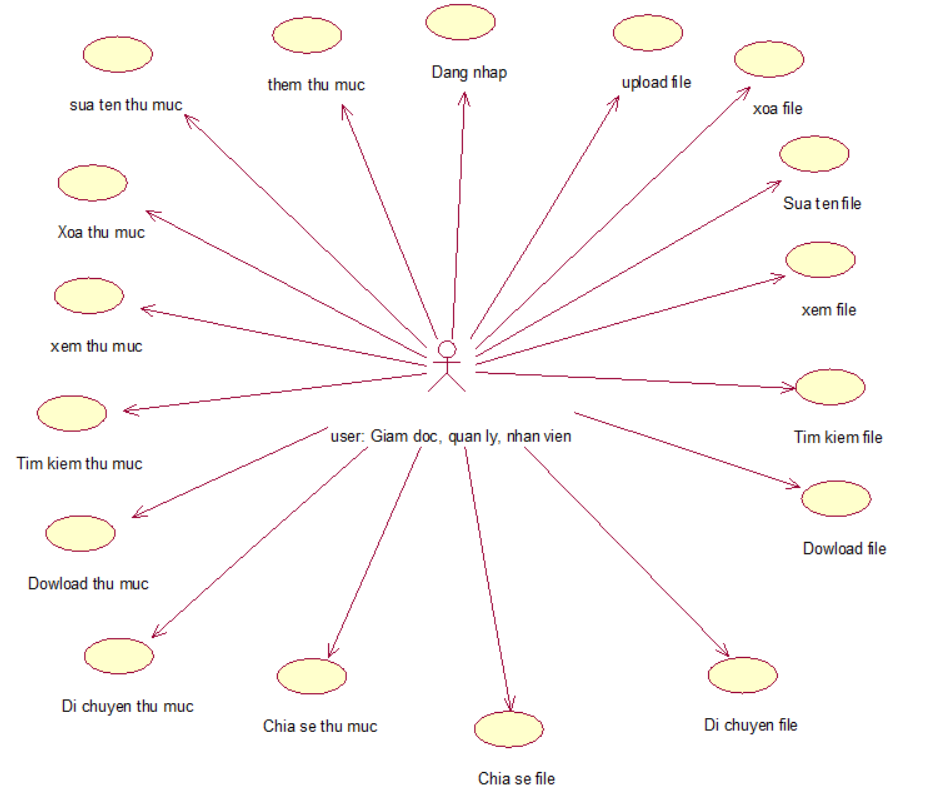 Dang nhap
them thu muc
upload file
sua ten thu muc
xoa file
Sua ten file
Xoa thu muc
xem file
xem thu muc
user: Giam doc, quan ly, nhan vien
Tim kiem file
Tim kiem thu muc
Dowload file
Dowload thu muc
Di chuyen thu muc
Chia se thu muc
Di chuyen file
Chia se file